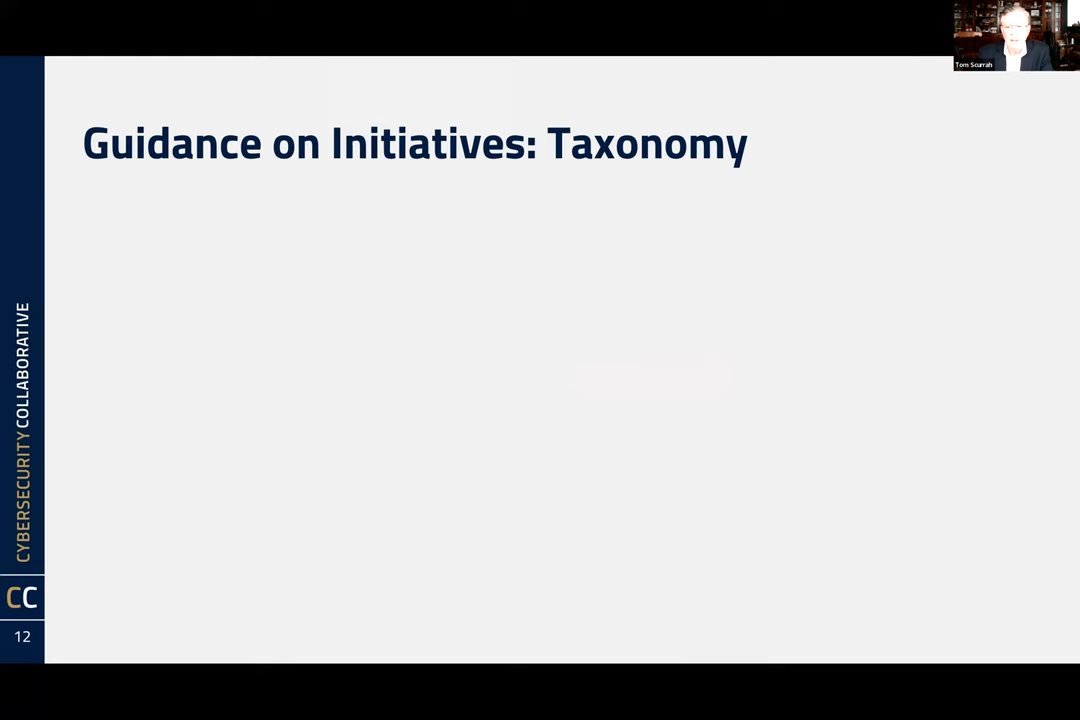 Tom Scurrah
Guidance on Initiatives: Taxonomy
CYBERSECURITY COLLABORATIVE
CC
12